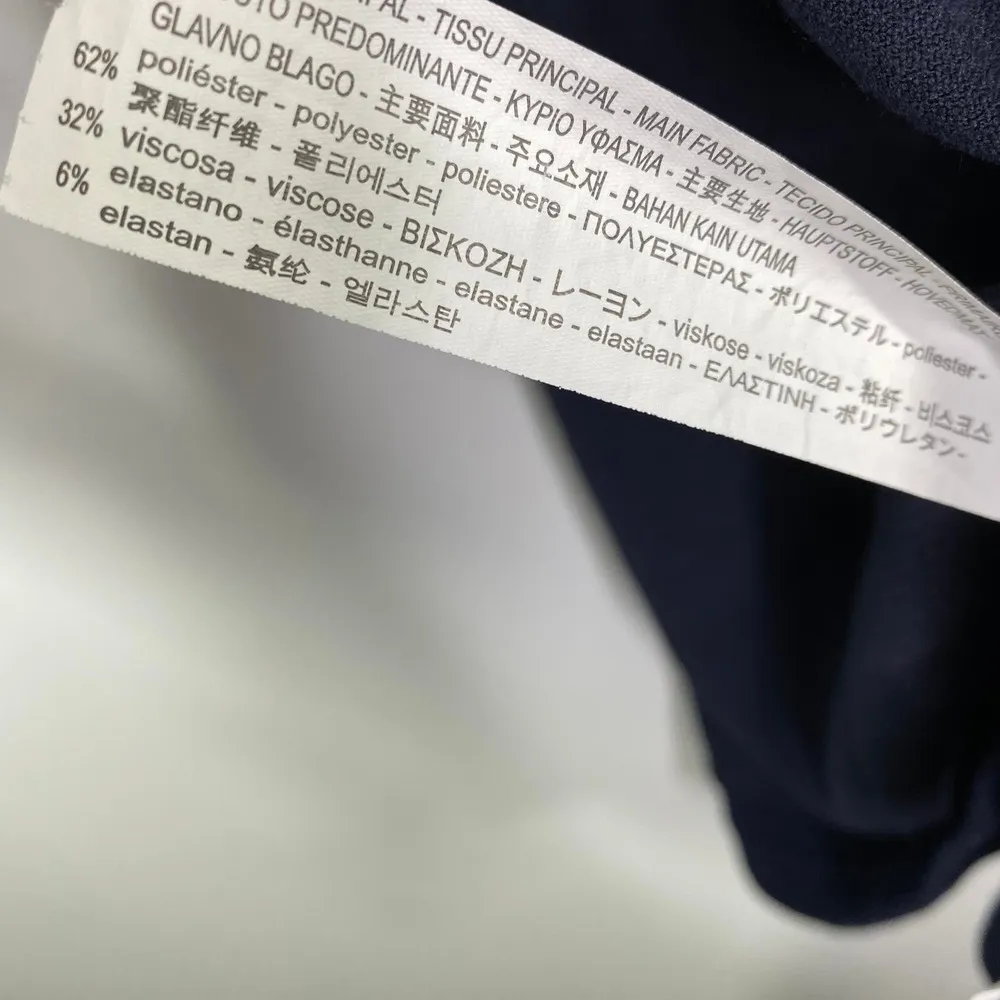 - TISSU PRINCIPAL - MAIN FABRIC - TECIDO PRINCIPAL -
PREDOMINANTE - ΚΥΡΙΟ ΥΦΑΣΜΑ - 主要生地 - HAUPTSTOFF -
GLAVNO BLAGO - 主要面料 - 주요소재 - BAHAN KAIN UTAMA
62% poliéster - polyester - poliestere - ΠΟΛΥΕΣΤΕΡΑΣ - ポリエステル - poliester -
聚酯纤维 - 폴리에스터
32% viscosa - viscose - ΒΙΣΚΟΖΗ - レーヨン - viskose - viskoza - 粘纤 - 비스코스
6% elastano - élasthanne - elastane - elastaan - ΕΛΑΣΤΙΝΗ - ポリウレタン -
elastan - 氨纶 - 엘라스탄